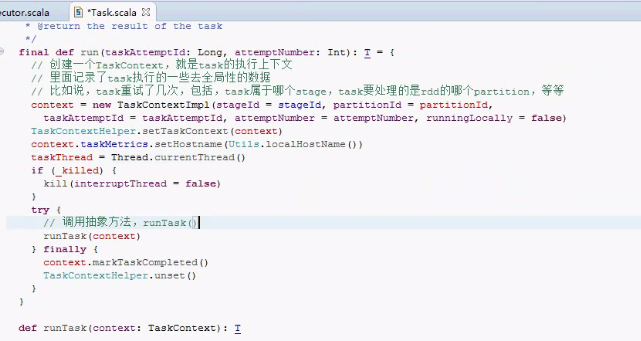 ecutor.scala
*Task.scala
* @return the result of the task
*/
final def run(taskAttemptId: Long, attemptNumber: Int): T = {
// 创建一个TaskContext，就是task的执行上下文
// 里面记录了task执行的一些去全局性的数据
// 比如说，task重试了几次，包括，task属于哪个stage，task要处理的是rdd的哪个partition，等等
context = new TaskContextImpl(stageId = stageId, partitionId = partitionId,
taskAttemptId = taskAttemptId, attemptNumber = attemptNumber, runningLocally = false)
TaskContextHelper.setTaskContext(context)
context.taskMetrics.setHostname(Utils.localHostName())
taskThread = Thread.currentThread()
if (_killed) {
kill(interruptThread = false)
}
try {
// 调用抽象方法，runTask()
runTask(context)
} finally {
context.markTaskCompleted()
TaskContextHelper.unset()
}
}
def runTask(context: TaskContext): T